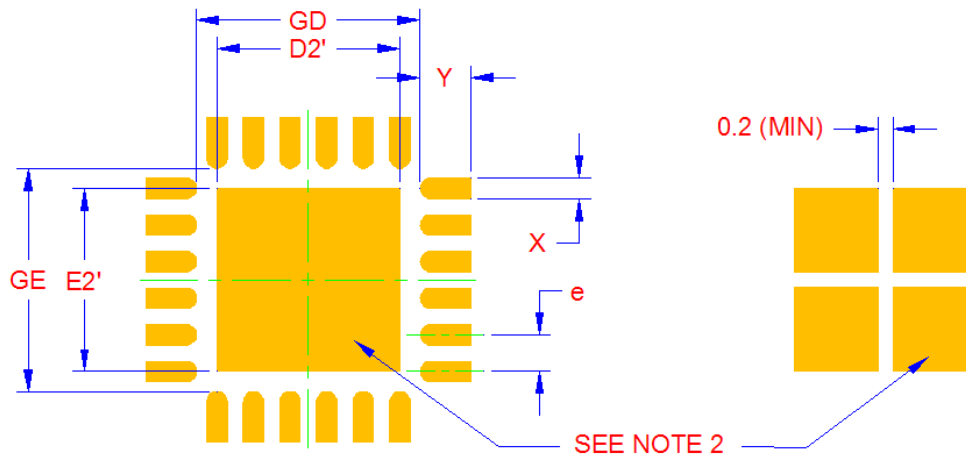 GD
D2'
Y
0.2 (MIN)
X
GE
E2'
e
SEE NOTE 2